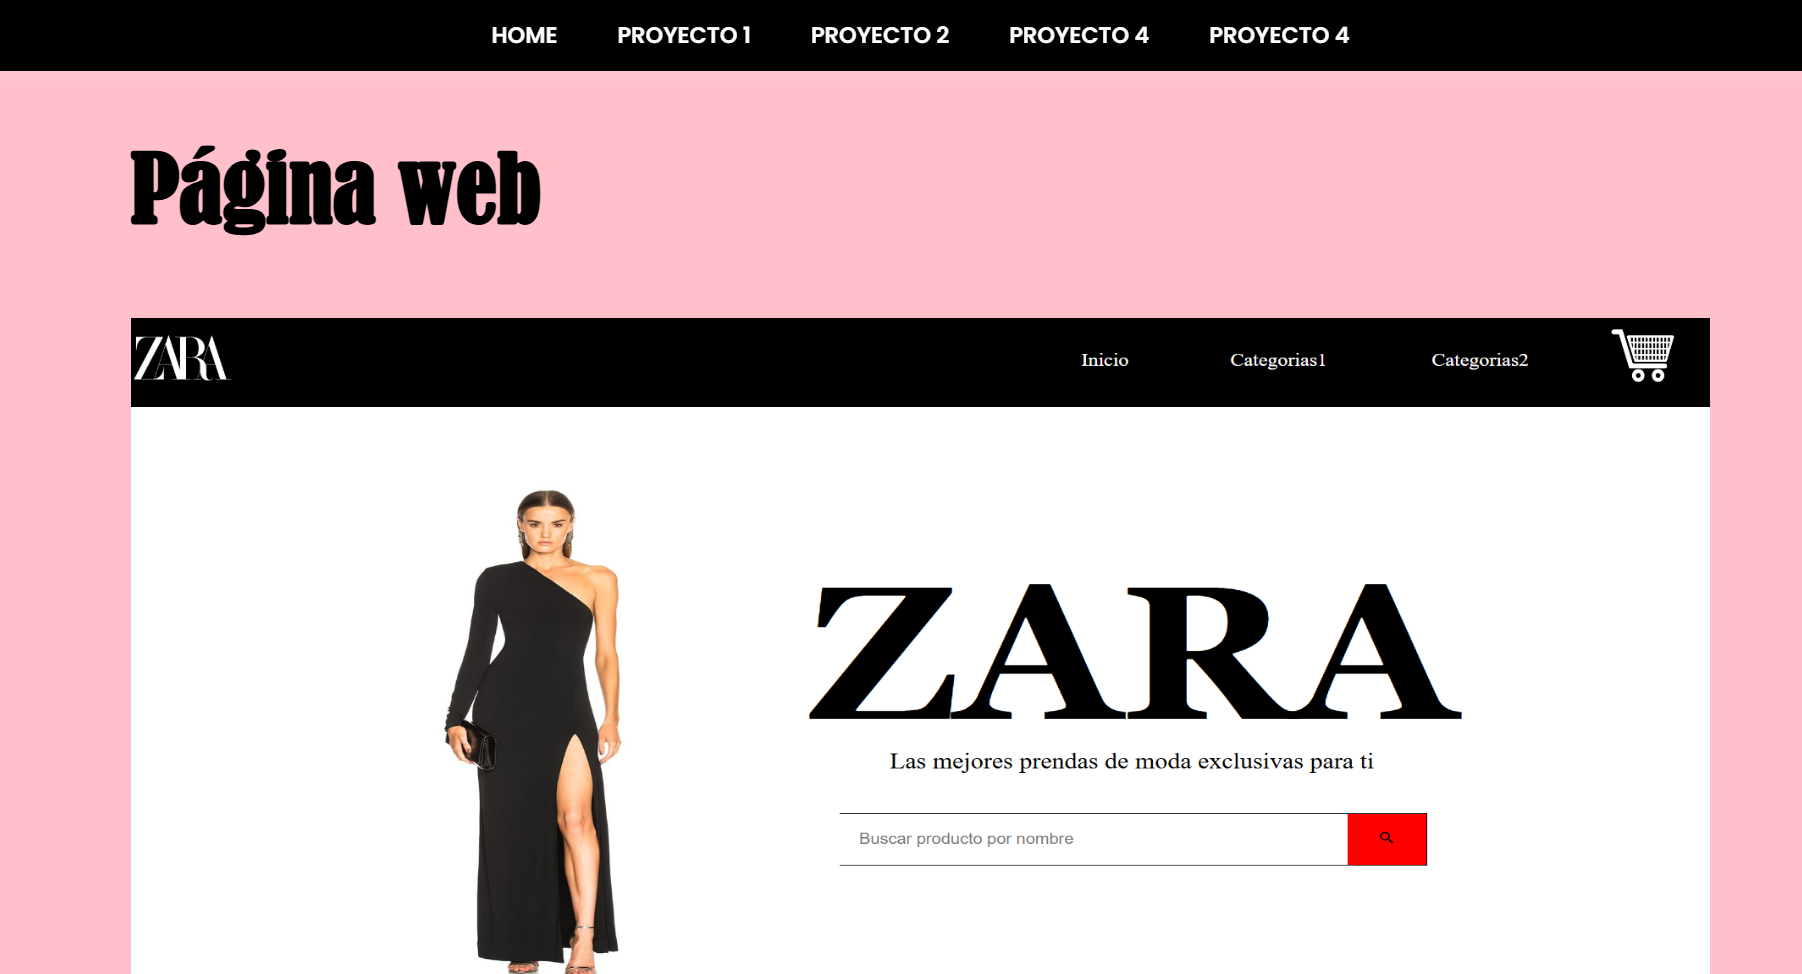 HOME PROYECTO 1 PROYECTO 2 PROYECTO 4 PROYECTO 4
Página web
ZARA Inicio Categorias1 Categorias2
ZARA
Las mejores prendas de moda exclusivas para ti
Buscar producto por nombre